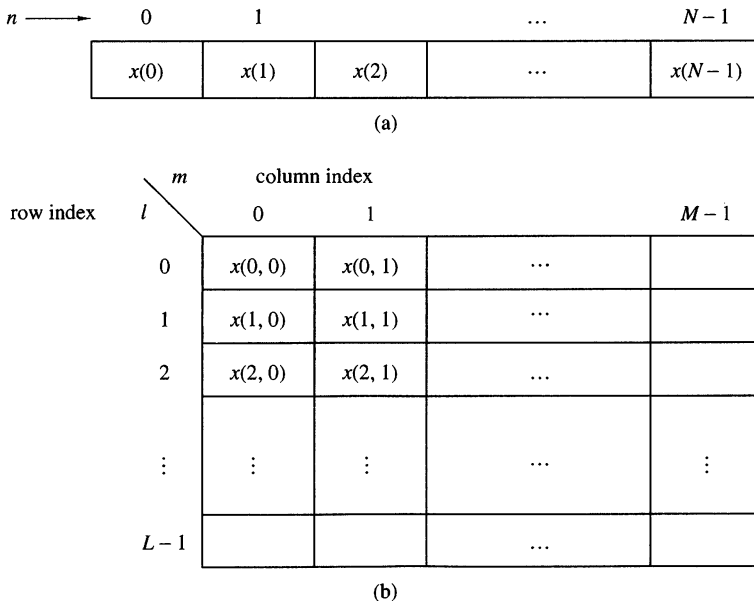 n 0 1 ... N – 1
x(0) x(1) x(2) ... x(N – 1)
(a)
m column index
row index l 0 1 M – 1
0 x(0, 0) x(0, 1) ...
1 x(1, 0) x(1, 1) ...
2 x(2, 0) x(2, 1) ...
⋮ ⋮ ⋮ ... ⋮
L – 1 ...
(b)